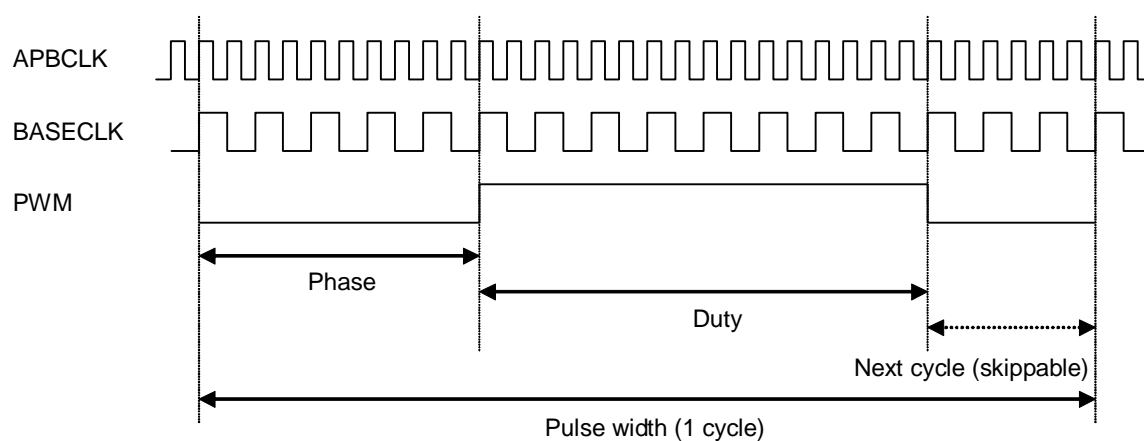 APBCLK
BASECLK
PWM
Phase
Duty
Next cycle (skippable)
Pulse width (1 cycle)